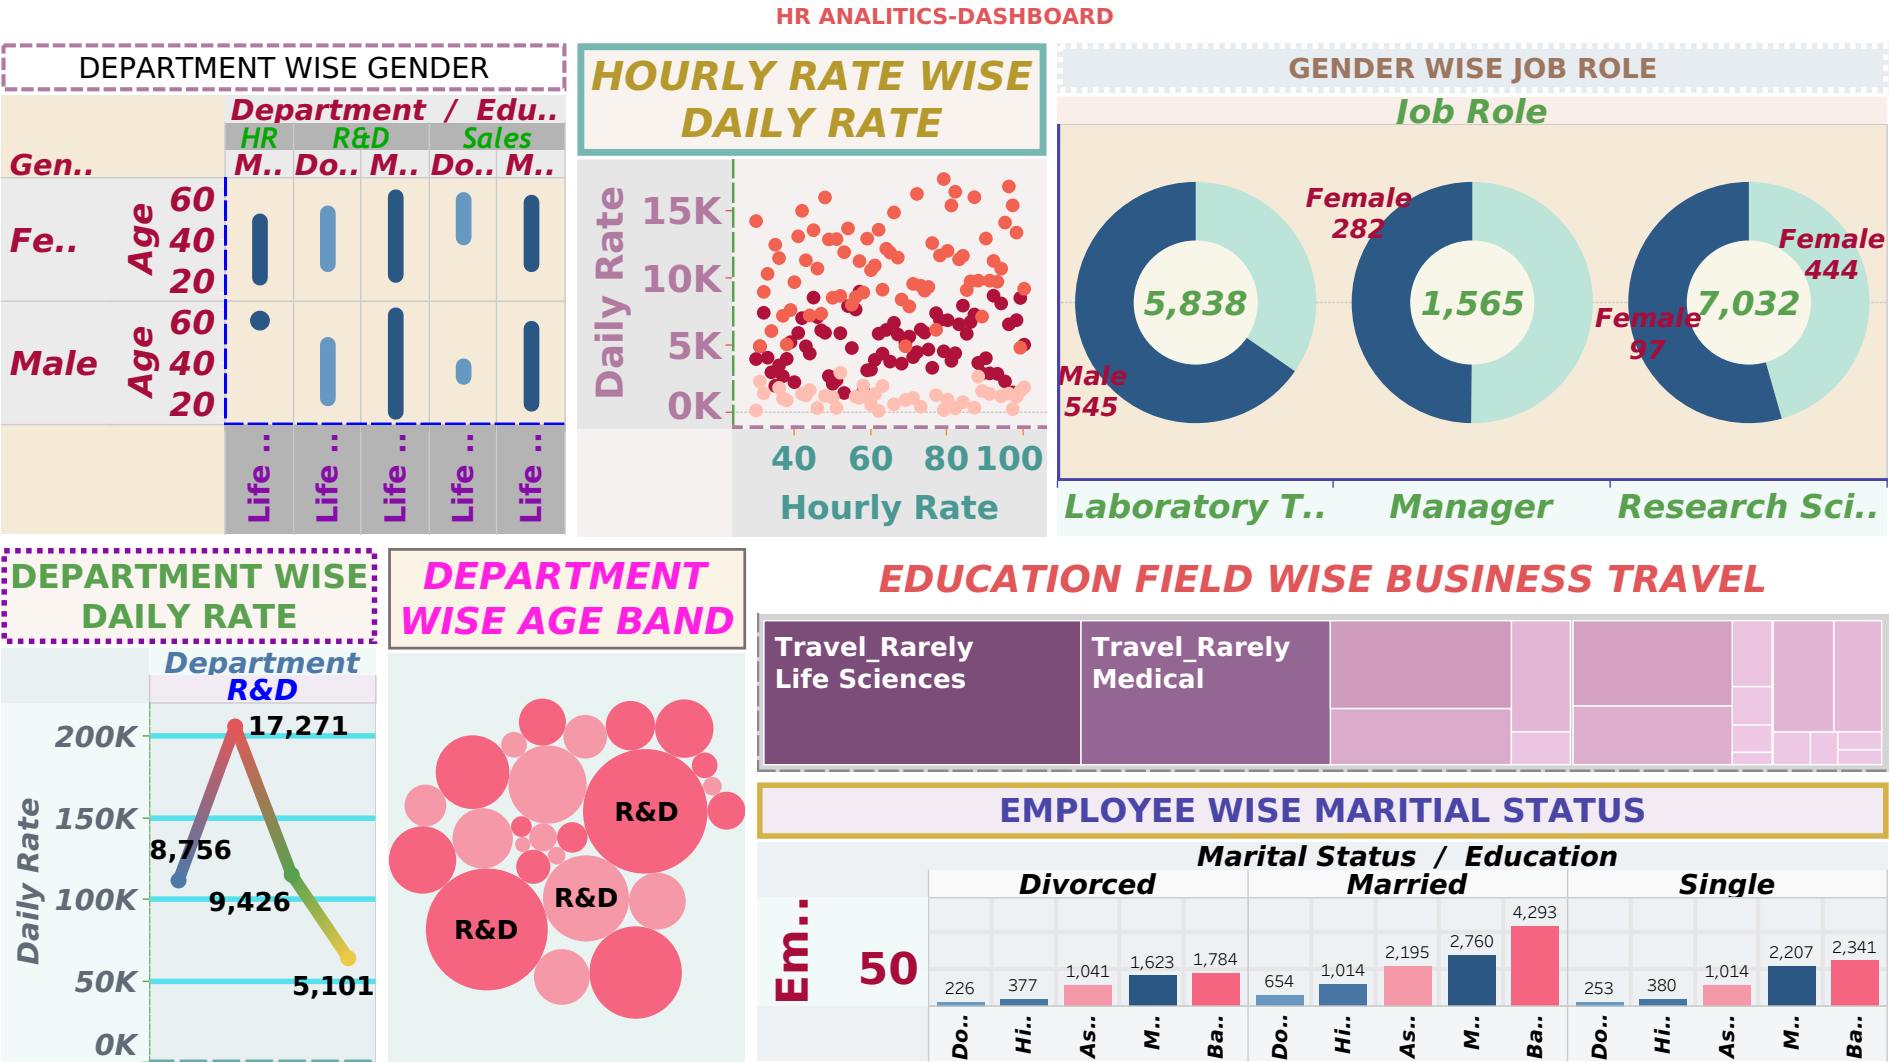 HR ANALITICS-DASHBOARD
DEPARTMENT WISE GENDER
Department / Edu..
HR R&D Sales
Gen.. M.. Do.. M.. Do.. M..
Fe.. Age 60 40 20
Male Age 60 40 20
Life .. Life .. Life .. Life .. Life ..
HOURLY RATE WISE
DAILY RATE
Daily Rate
15K
10K
5K
0K
40 60 80 100
Hourly Rate
GENDER WISE JOB ROLE
Job Role
5,838
Male
545
Female
282
1,565
Female
97
7,032
Female
444
Laboratory T.. Manager Research Sci..
DEPARTMENT WISE
DAILY RATE
Department
R&D
Daily Rate
200K
150K
100K
50K
0K
17,271
8,756
9,426
5,101
DEPARTMENT
WISE AGE BAND
R&D
R&D
R&D
EDUCATION FIELD WISE BUSINESS TRAVEL
Travel_Rarely
Life Sciences
Travel_Rarely
Medical
EMPLOYEE WISE MARITIAL STATUS
Marital Status / Education
Divorced Married Single
Em..
50
226 377 1,041 1,623 1,784 654 1,014 2,195 2,760 4,293 253 380 1,014 2,207 2,341
Do.. Hi.. As.. M.. Ba.. Do.. Hi.. As.. M.. Ba.. Do.. Hi.. As.. M.. Ba..